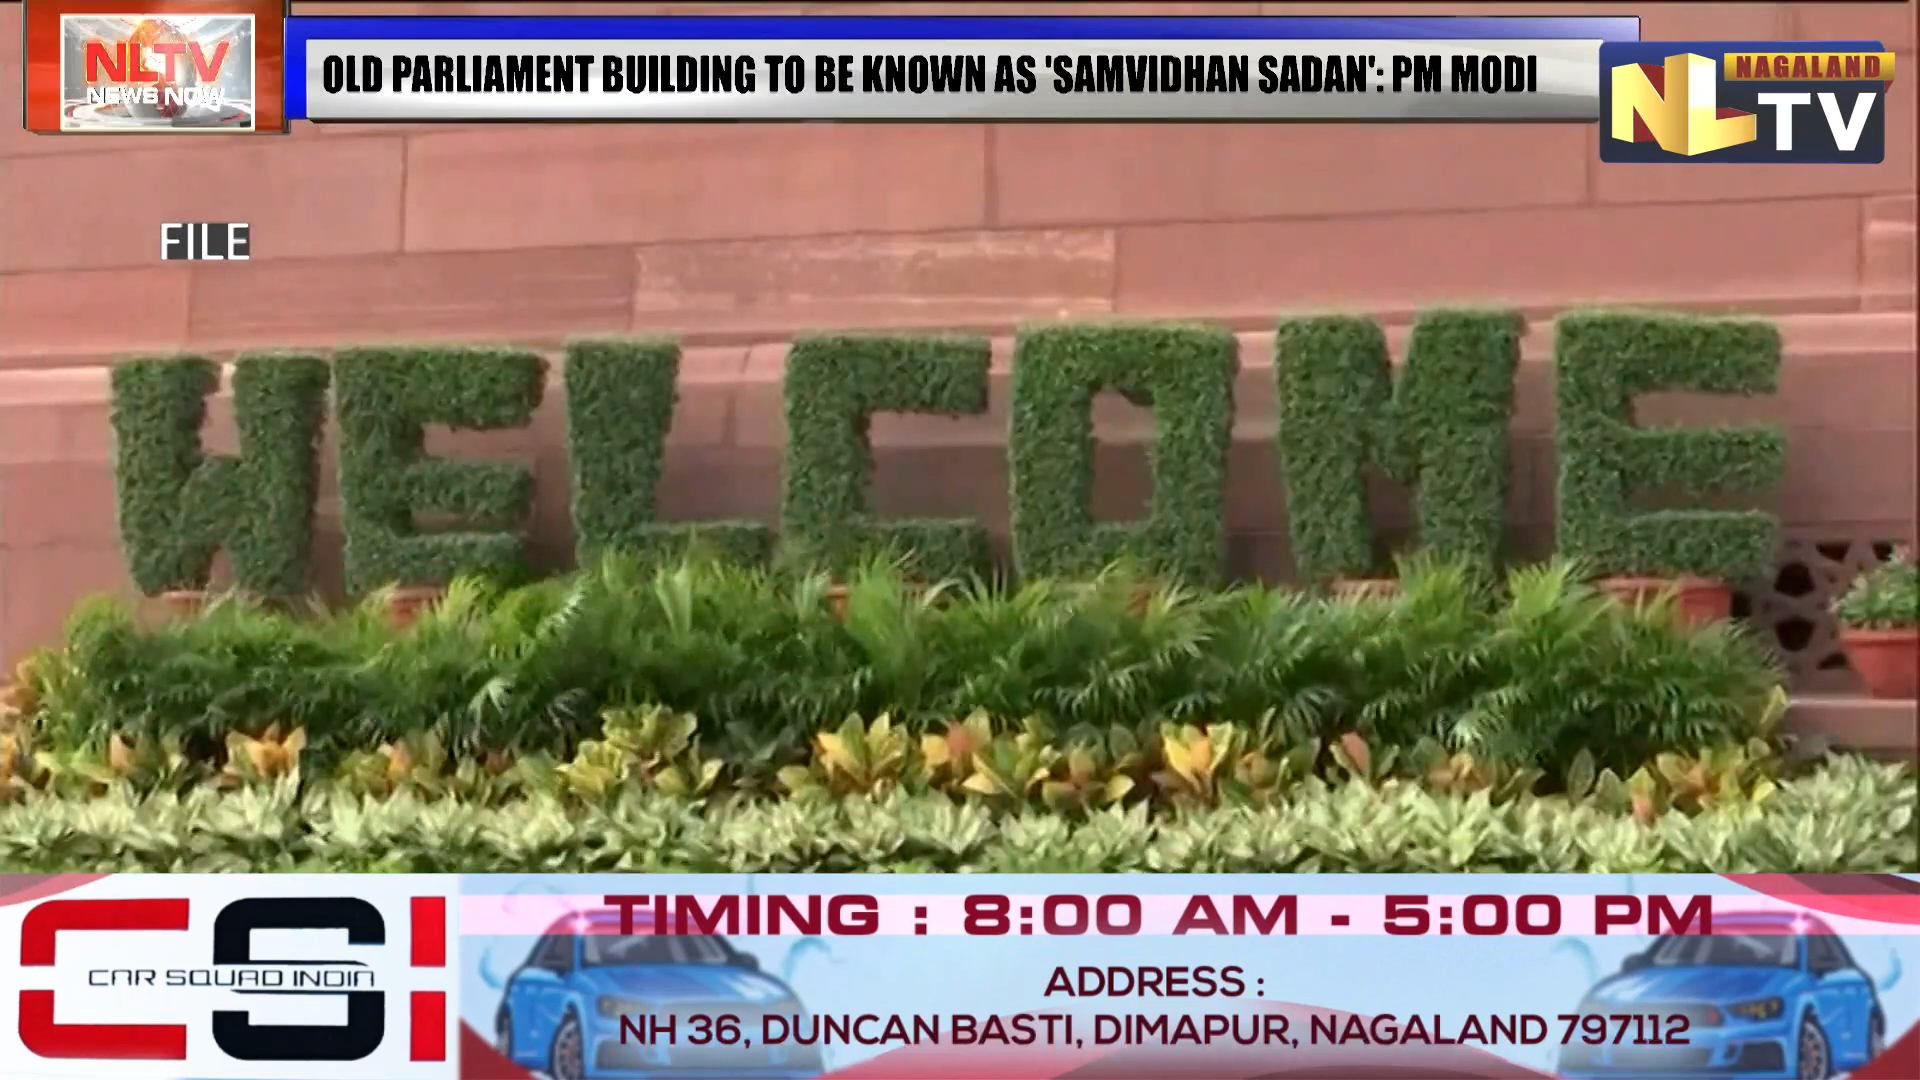 NLTV
NEWS NOW
OLD PARLIAMENT BUILDING TO BE KNOWN AS 'SAMVIDHAN SADAN': PM MODI
NAGALAND
NLTV
FILE
WELCOME
CSI
CAR SQUAD INDIA
TIMING : 8:00 AM - 5:00 PM
ADDRESS :
NH 36, DUNCAN BASTI, DIMAPUR, NAGALAND 797112